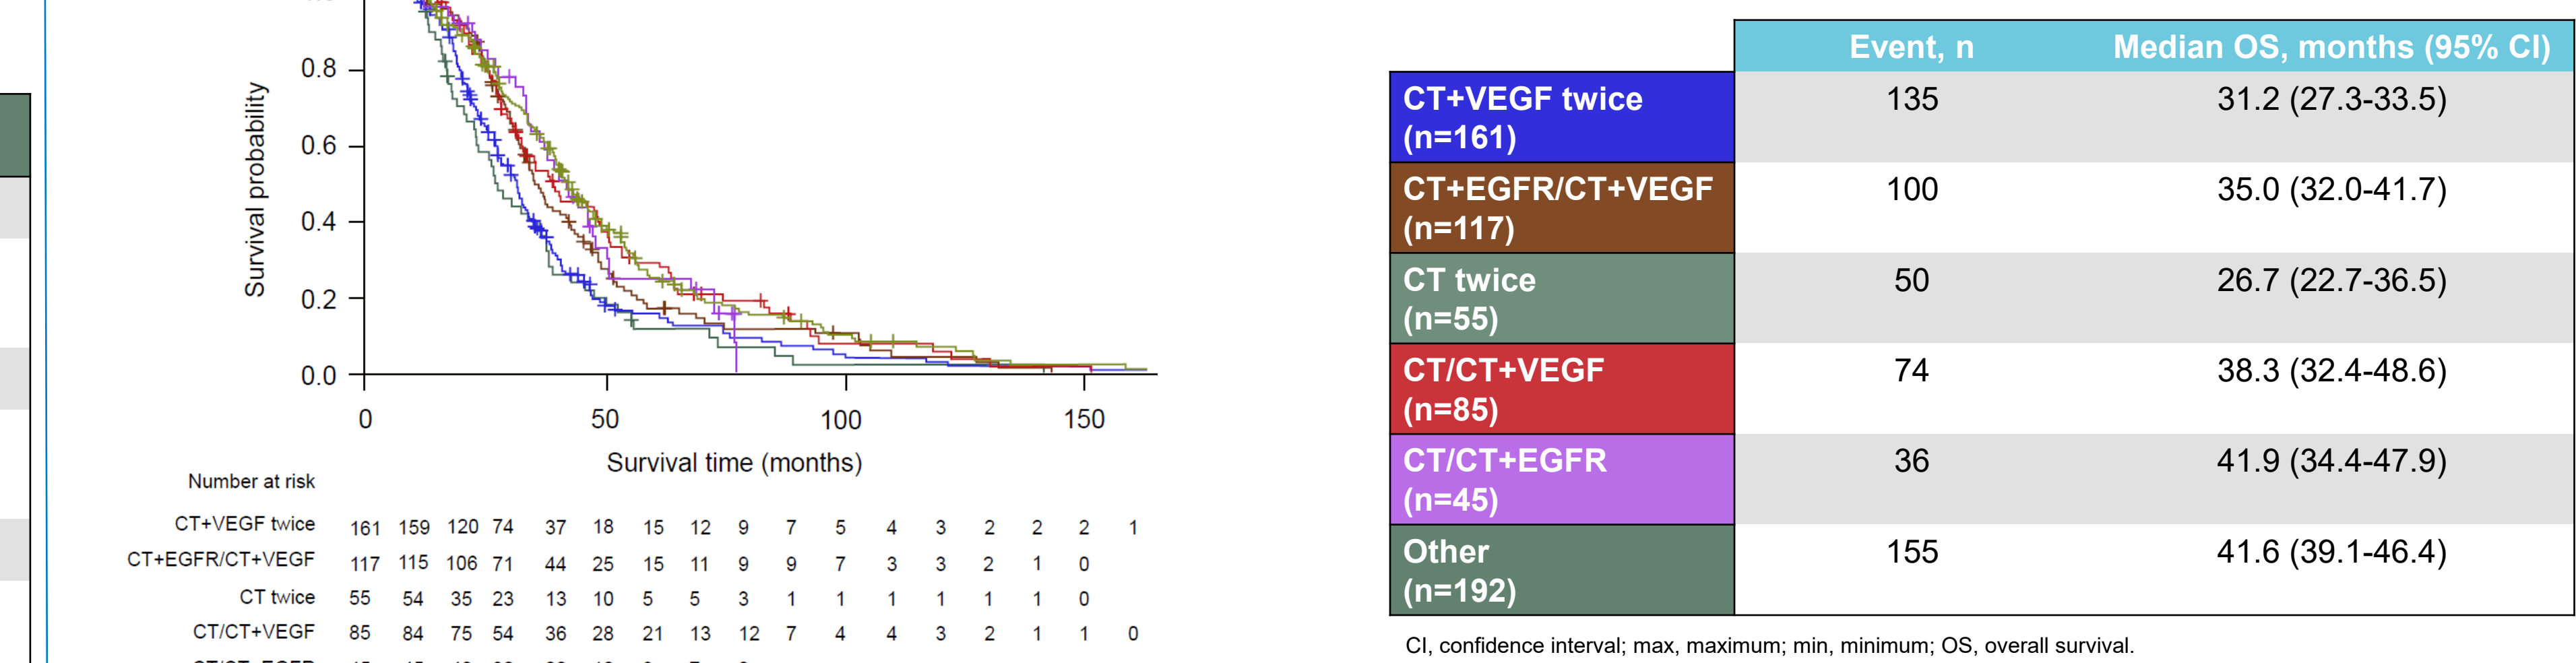 Survival probability
0.8
0.6
0.4
0.2
0.0
0 50 100 150
Survival time (months)
Number at risk
CT+VEGF twice 161 159 120 74 37 18 15 12 9 7 5 4 3 2 2 2 1
CT+EGFR/CT+VEGF 117 115 106 71 44 25 15 11 9 9 7 3 3 2 1 0
CT twice 55 54 35 23 13 10 5 5 3 1 1 1 1 1 1 0
CT/CT+VEGF 85 84 75 54 36 28 21 13 12 7 4 4 3 2 1 1 0
Event, n Median OS, months (95% CI)
CT+VEGF twice
(n=161)
135 31.2 (27.3-33.5)
CT+EGFR/CT+VEGF
(n=117)
100 35.0 (32.0-41.7)
CT twice
(n=55)
50 26.7 (22.7-36.5)
CT/CT+VEGF
(n=85)
74 38.3 (32.4-48.6)
CT/CT+EGFR
(n=45)
36 41.9 (34.4-47.9)
Other
(n=192)
155 41.6 (39.1-46.4)
CI, confidence interval; max, maximum; min, minimum; OS, overall survival.